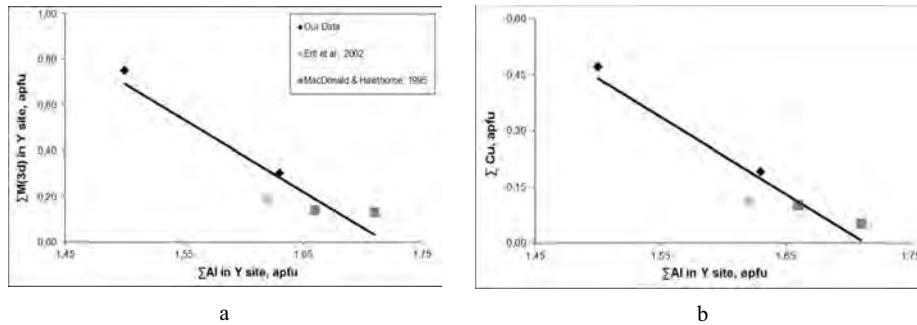 1,00
0,80
0,60
0,40
0,20
0,00
∑M(3d) in Y site, apfu
Our Data
Ertl et al., 2002
MacDonald & Hawthorne, 1995
1,45
1,55
1,65
1,75
∑Al in Y site, apfu
a
0,60
0,45
0,30
0,15
0,00
∑ Cu, apfu
1,45
1,55
1,65
1,75
∑Al in Y site, apfu
b